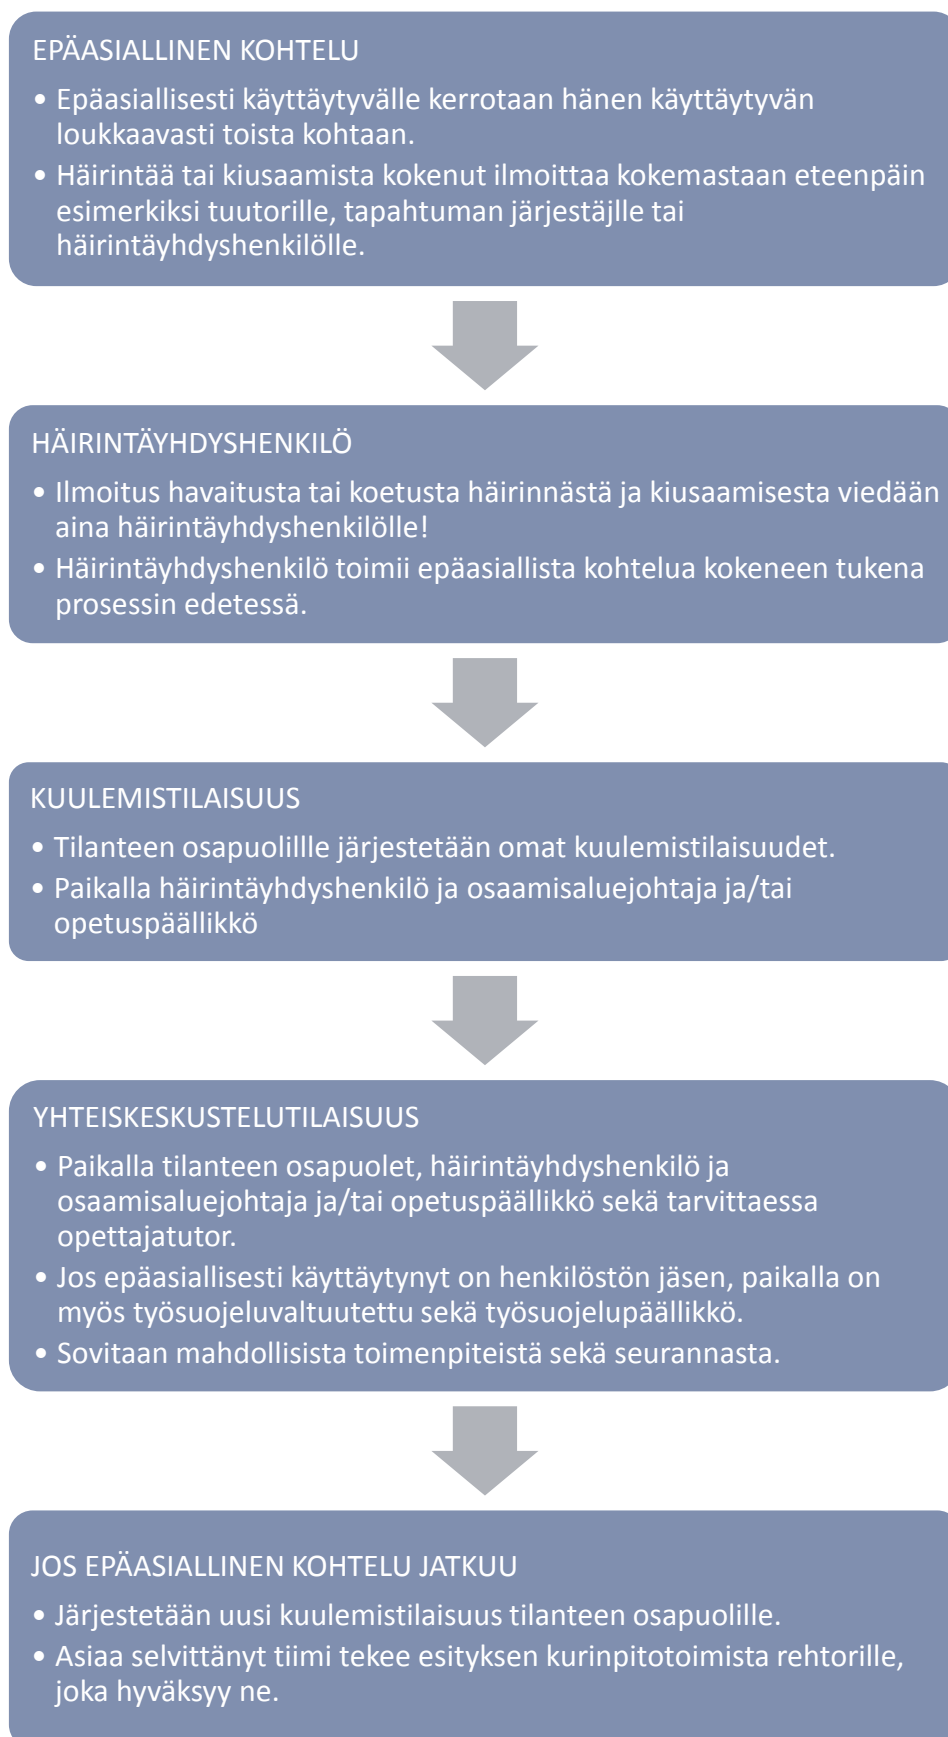 EPÄASIALLINEN KOHTELU
• Epäasiallisesti käyttäytyvälle kerrotaan hänen käyttäytyvän
loukkaavasti toista kohtaan.
• Häirintää tai kiusaamista kokenut ilmoittaa kokemastaan eteenpäin
esimerkiksi tuutorille, tapahtuman järjestäjlle tai
häirintäyhdyshenkilölle.
HÄIRINTÄYHDYSHENKILÖ
• Ilmoitus havaitusta tai koetusta häirinnästä ja kiusaamisesta viedään
aina häirintäyhdyshenkilölle!
• Häirintäyhdyshenkilö toimii epäasiallista kohtelua kokeneen tukena
prosessin edetessä.
KUULEMISTILAISUUS
• Tilanteen osapuolillle järjestetään omat kuulemistilaisuudet.
• Paikalla häirintäyhdyshenkilö ja osaamisaluejohtaja ja/tai
opetuspäällikkö
YHTEISKESKUSTELUTILAISUUS
• Paikalla tilanteen osapuolet, häirintäyhdyshenkilö ja
osaamisaluejohtaja ja/tai opetuspäällikkö sekä tarvittaessa
opettajatutor.
• Jos epäasiallisesti käyttäytynyt on henkilöstön jäsen, paikalla on
myös työsuojeluvaltuutettu sekä työsuojelupäällikkö.
• Sovitaan mahdollisista toimenpiteistä sekä seurannasta.
JOS EPÄASIALLINEN KOHTELU JATKUU
• Järjestetään uusi kuulemistilaisuus tilanteen osapuolille.
• Asiaa selvittänyt tiimi tekee esityksen kurinpitotoimista rehtorille,
joka hyväksyy ne.